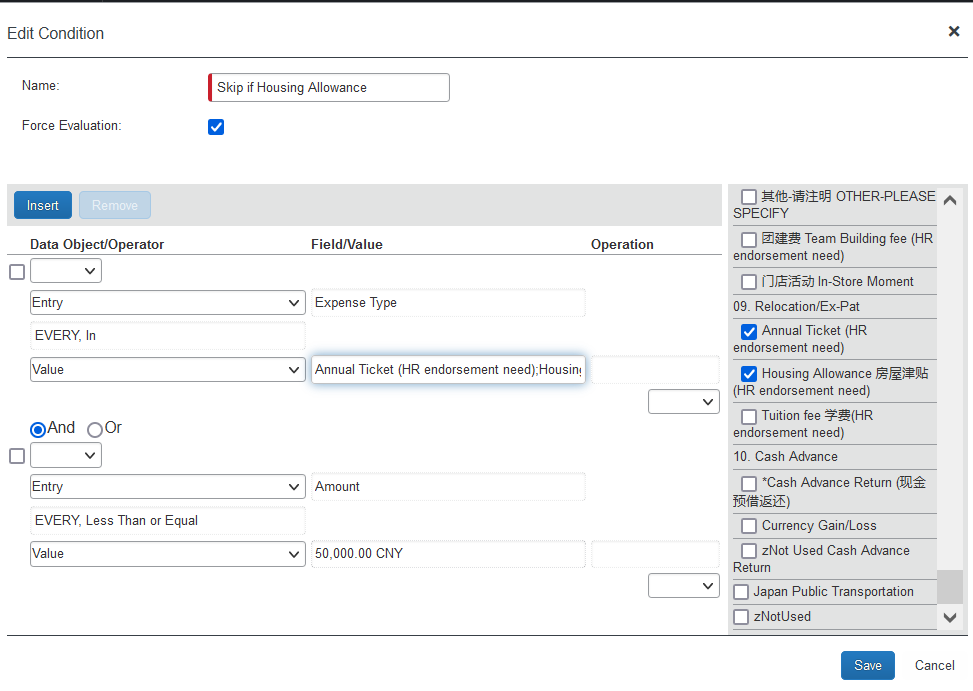 Edit Condition
Name:
Skip if Housing Allowance
Force Evaluation:
Insert
Remove
Data Object/Operator
Field/Value
Operation
Entry
Expense Type
EVERY, In
Value
Annual Ticket (HR endorsement need);Housing
And
Or
Entry
Amount
EVERY, Less Than or Equal
Value
50,000.00 CNY
其他-请注明 OTHER-PLEASE
SPECIFY
团建费 Team Building fee (HR
endorsement need)
门店活动 In-Store Moment
09. Relocation/Ex-Pat
Annual Ticket (HR
endorsement need)
Housing Allowance 房屋津贴
(HR endorsement need)
Tuition fee 学费(HR
endorsement need)
10. Cash Advance
*Cash Advance Return (现金
预借返还)
Currency Gain/Loss
zNot Used Cash Advance
Return
Japan Public Transportation
zNotUsed
Save
Cancel